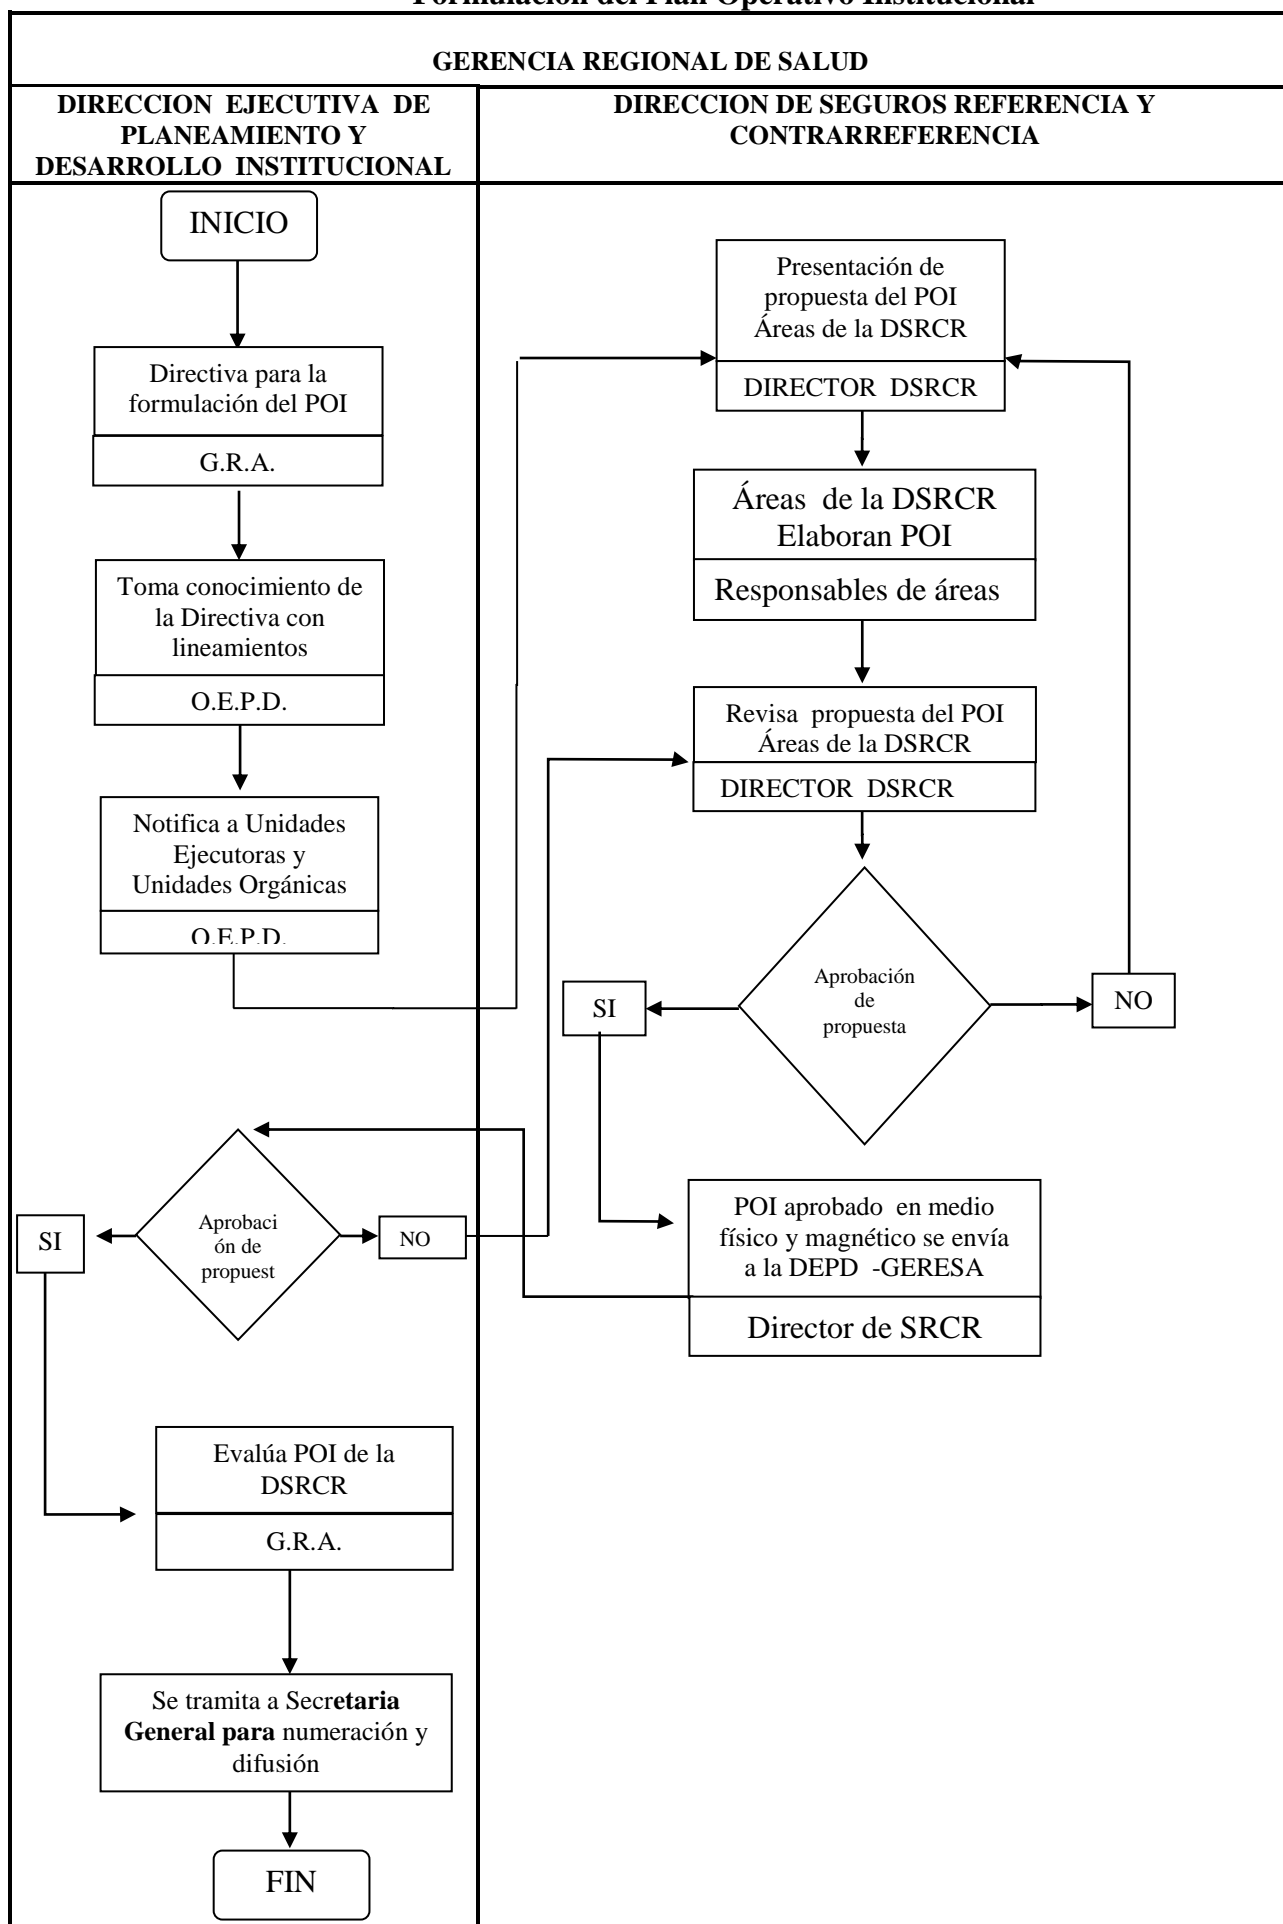 Formulación del Plan Operativo Institucional
GERENCIA REGIONAL DE SALUD
DIRECCION EJECUTIVA DE
PLANEAMIENTO Y
DESARROLLO INSTITUCIONAL
DIRECCION DE SEGUROS REFERENCIA Y
CONTRARREFERENCIA
INICIO
Directiva para la
formulación del POI
G.R.A.
Toma conocimiento de
la Directiva con
lineamientos
O.E.P.D.
Notifica a Unidades
Ejecutoras y
Unidades Orgánicas
O.E.P.D.
Presentación de
propuesta del POI
Áreas de la DSRCR
DIRECTOR DSRCR
Áreas de la DSRCR
Elaboran POI
Responsables de áreas
Revisa propuesta del POI
Áreas de la DSRCR
DIRECTOR DSRCR
Aprobación
de
propuesta
SI
NO
POI aprobado en medio
físico y magnético se envía
a la DEPD -GERESA
Director de SRCR
Aprobaci
ón de
propuest
SI
NO
Evalúa POI de la
DSRCR
G.R.A.
Se tramita a Secretaria
General para numeración y
difusión
FIN